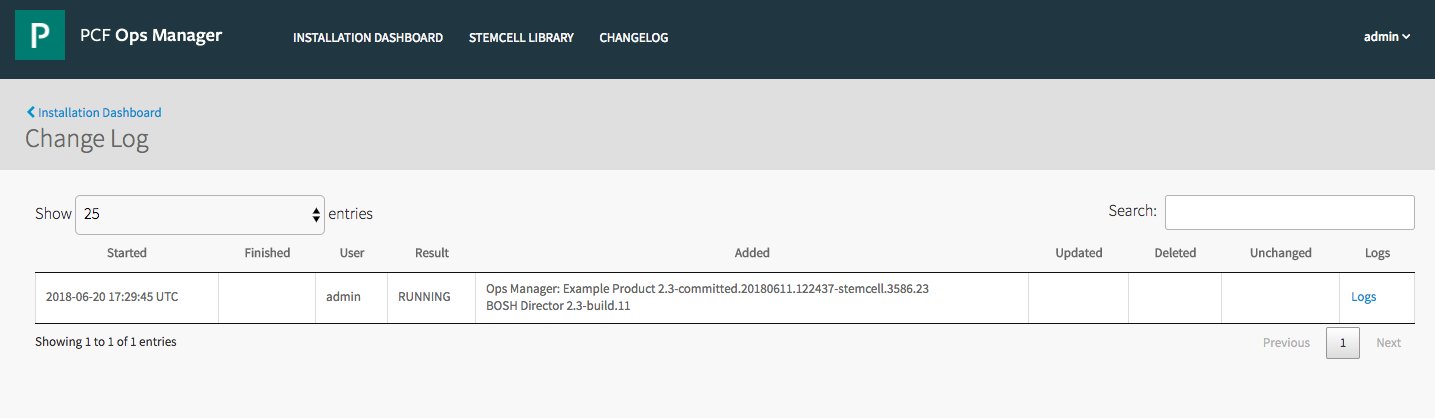 P PCF Ops Manager INSTALLATION DASHBOARD STEMCELL LIBRARY CHANGELOG admin
Installation Dashboard
Change Log
Show 25 entries Search:
Started Finished User Result Added Updated Deleted Unchanged Logs
2018-06-20 17:29:45 UTC admin RUNNING Ops Manager: Example Product 2.3-committed.20180611.122437-stemcell.3586.23 Logs
BOSH Director 2.3-build.11
Showing 1 to 1 of 1 entries Previous 1 Next